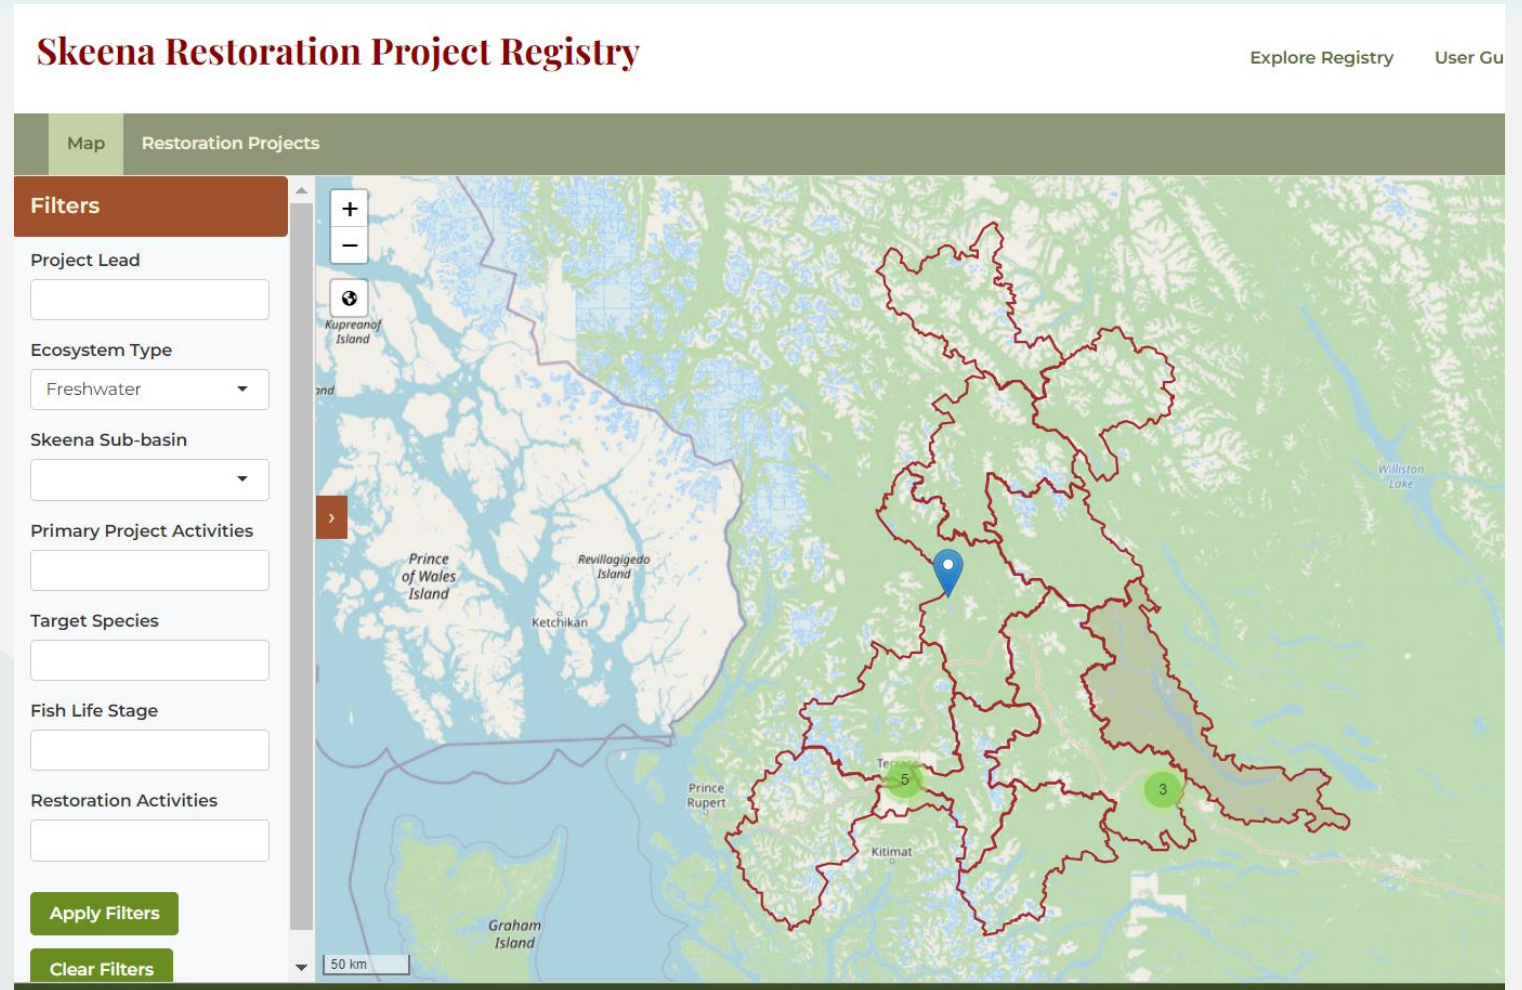 Skeena Restoration Project Registry
Explore Registry
User Gu
Map
Restoration Projects
Filters
Project Lead
Ecosystem Type
Freshwater
Skeena Sub-basin
Primary Project Activities
Target Species
Fish Life Stage
Restoration Activities
Apply Filters
Clear Filters
+
−
Kupreanof
Island
›
Prince
of Wales
Island
Revillagigedo
Island
Ketchikan
Williston
Lake
5
3
Prince
Rupert
Kitimat
Graham
Island
50 km